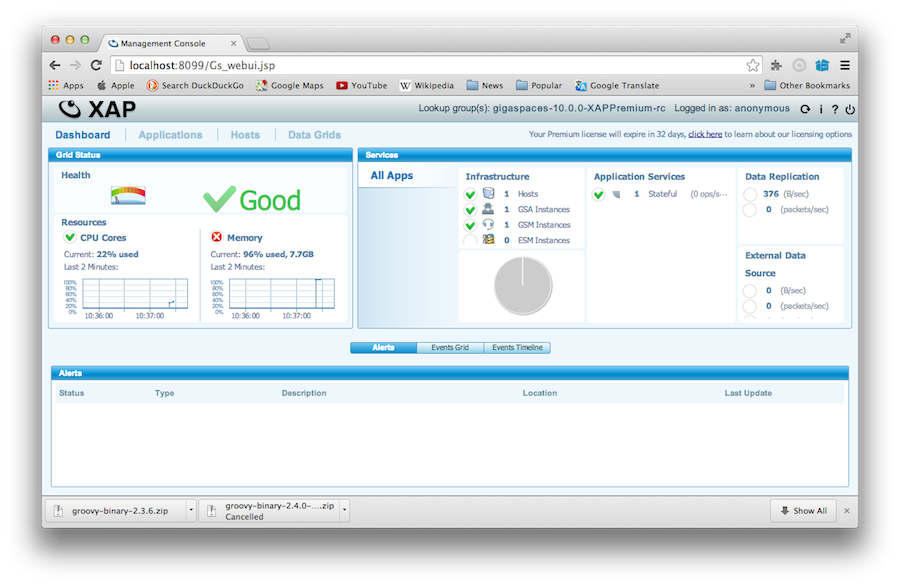 Management Console
localhost:8099/Gs_webui.jsp
Apps Apple Search DuckDuckGo Google Maps YouTube Wikipedia News Popular Google Translate » Other Bookmarks
XAP Lookup group(s): gigaspaces-10.0.0-XAPPremium-rc Logged in as: anonymous
Dashboard Applications Hosts Data Grids Your Premium license will expire in 32 days, click here to learn about our licensing options
Grid Status
Health
Good
Resources
CPU Cores
Current: 22% used
Last 2 Minutes:
100%
80%
60%
40%
20%
0%
10:36:00 10:37:00
Memory
Current: 96% used, 7.7GB
Last 2 Minutes:
100%
80%
60%
40%
20%
0%
10:36:00 10:37:00
Services
All Apps
Infrastructure
1 Hosts
1 GSA Instances
1 GSM Instances
0 ESM Instances
Application Services
1 Stateful (0 ops/s···
Data Replication
376 (B/sec)
0 (packets/sec)
External Data
Source
0 (B/sec)
0 (packets/sec)
Alerts Events Grid Events Timeline
Alerts
Status Type Description Location Last Update
groovy-binary-2.3.6.zip
groovy-binary-2.4.0-....zip
Cancelled
Show All